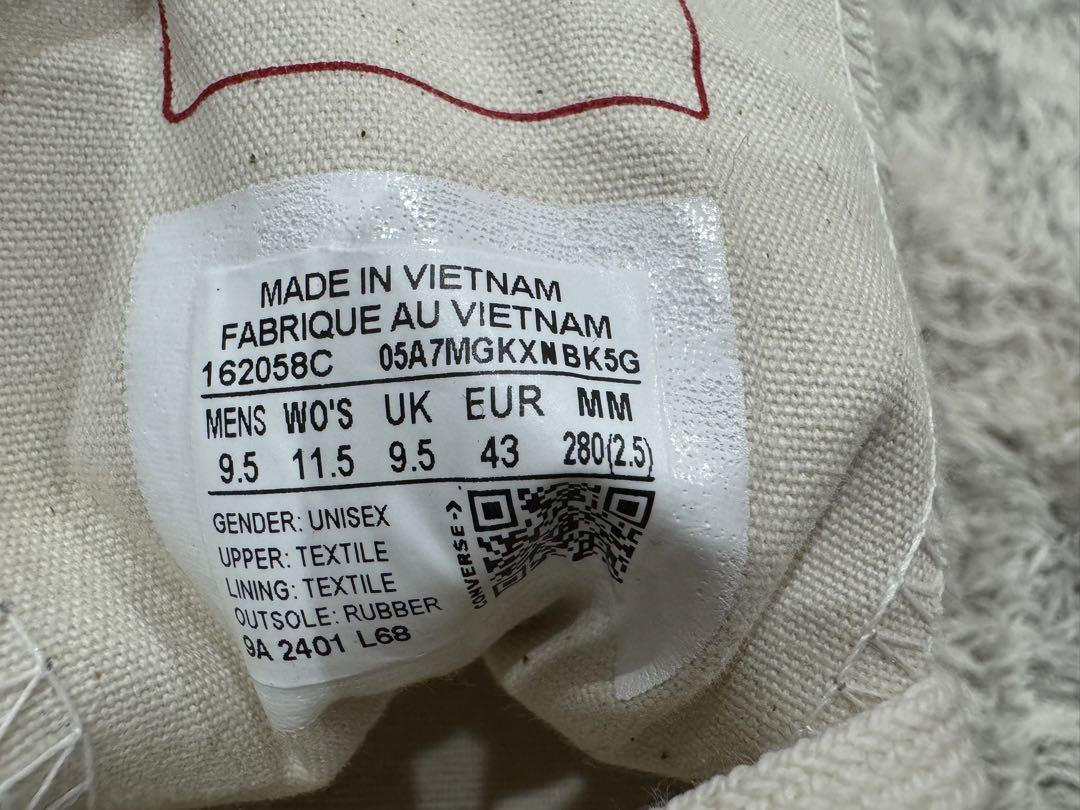 MADE IN VIETNAM
FABRIQUE AU VIETNAM
162058C 05A7MGKXNBK5G
MENS WO'S UK EUR MM
9.5 11.5 9.5 43 280(2.5)
GENDER: UNISEX
UPPER: TEXTILE
LINING: TEXTILE
OUTSOLE: RUBBER
9A 2401 L68
CONVERSE->